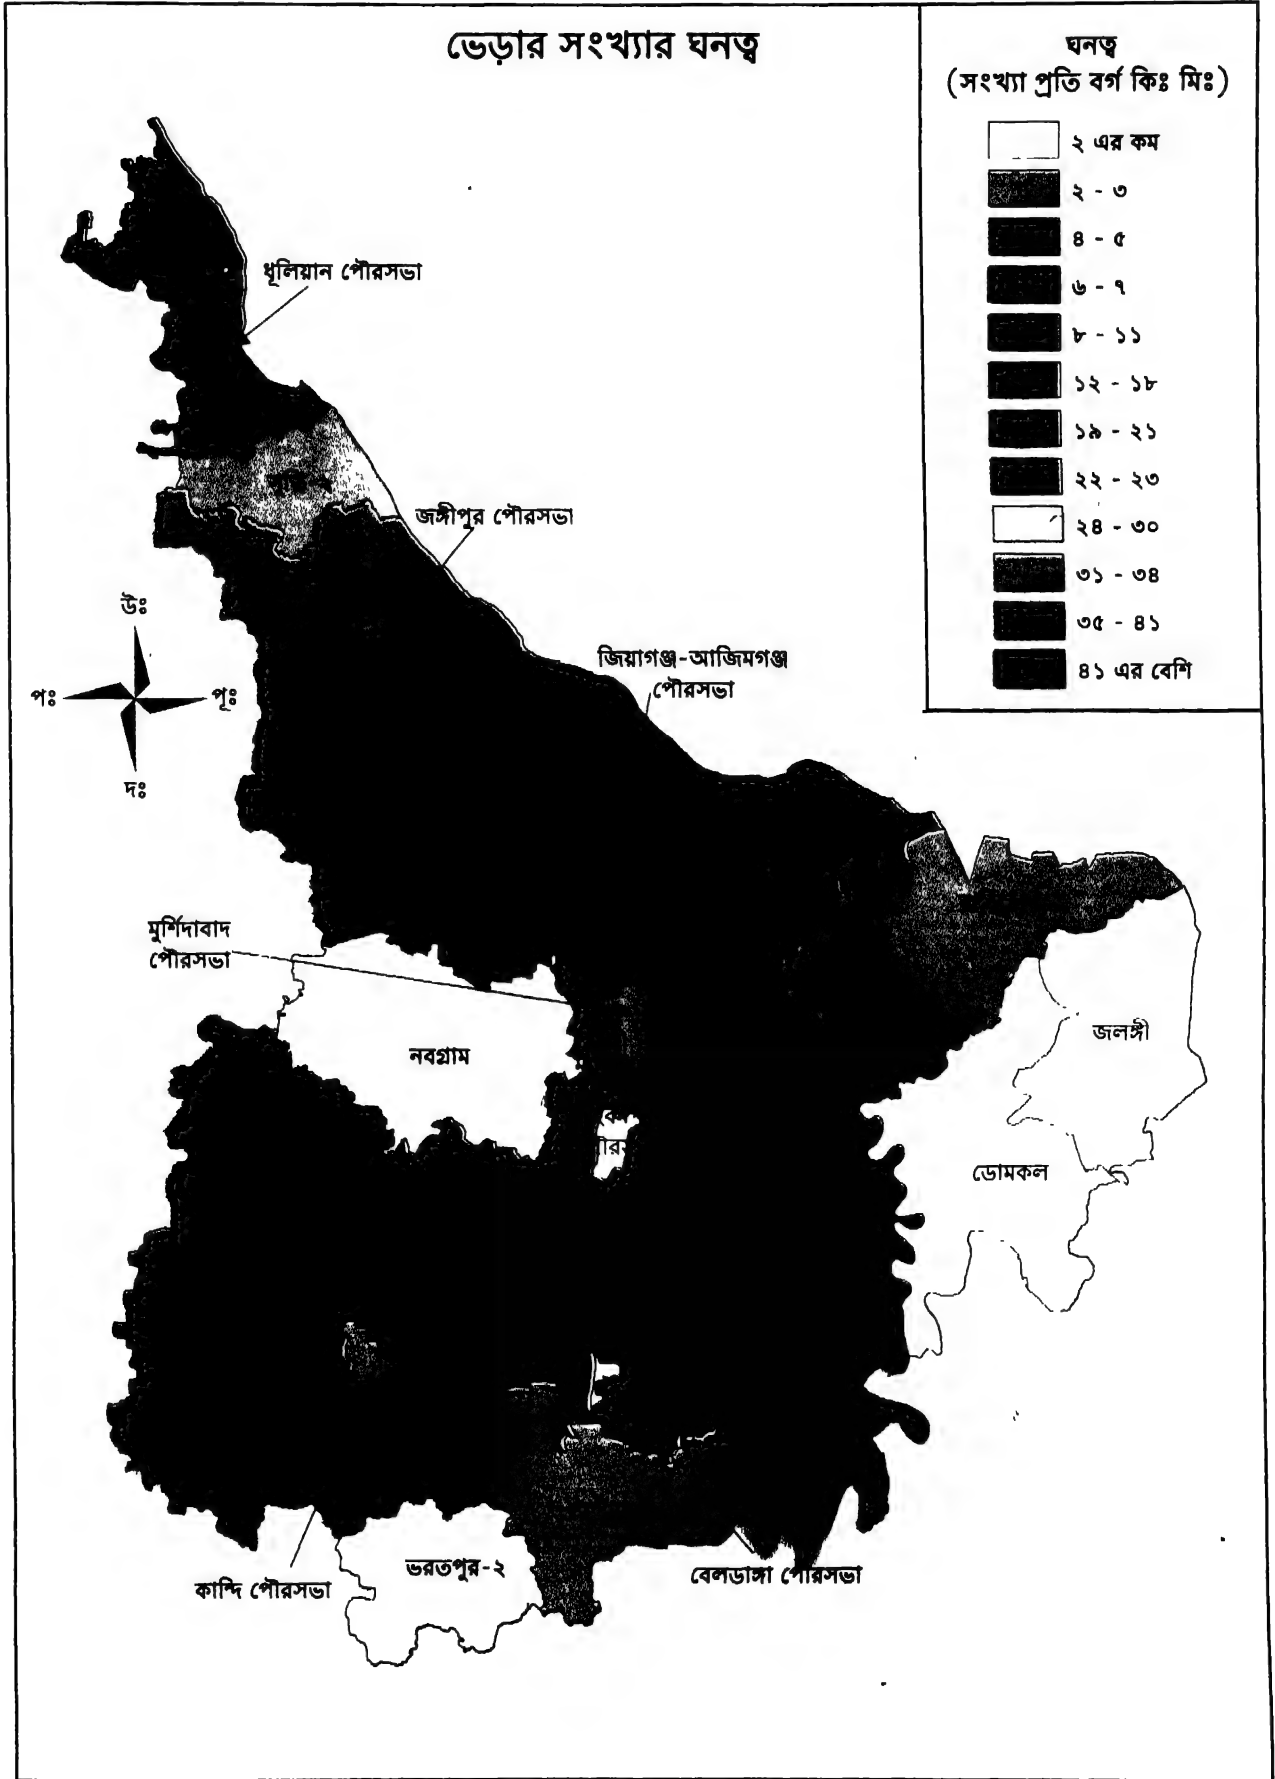 ভেড়ার সংখ্যার ঘনত্ব
ঘনত্ব
(সংখ্যা প্রতি বর্গ কিঃ মিঃ)
২ এর কম
২ - ৩
৪ - ৫
৬ - ৭
৮ - ১১
১২ - ১৮
১৯ - ২১
২২ - ২৩
২৪ - ৩০
৩১ - ৩৪
৩৫ - ৪১
৪১ এর বেশি
ধূলিয়ান পৌরসভা
জঙ্গীপুর পৌরসভা
উঃ
পঃ
পূঃ
দঃ
জিয়াগঞ্জ-আজিমগঞ্জ
পৌরসভা
মুর্শিদাবাদ
পৌরসভা
নবগ্রাম
জলঙ্গী
ডোমকল
ভরতপুর-২
কান্দি পৌরসভা
বেলডাঙ্গা পৌরসভা